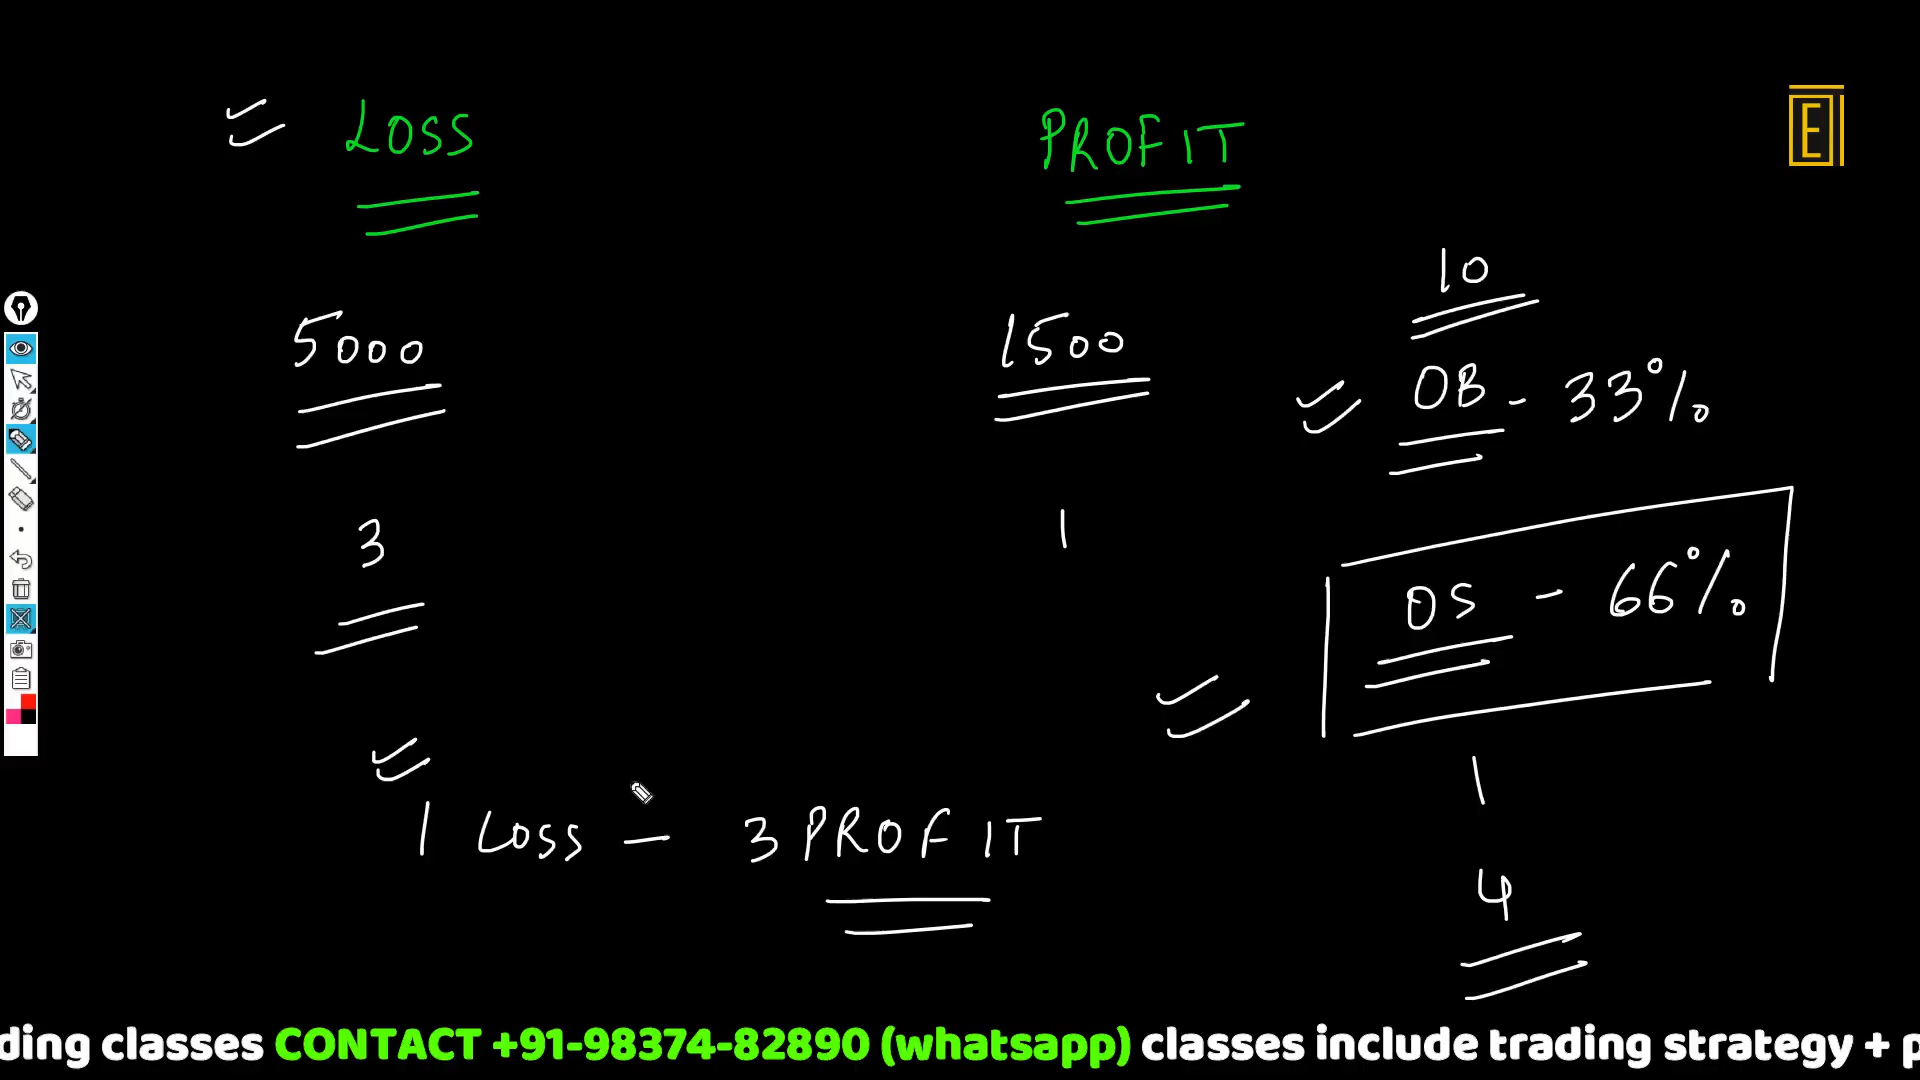 LOSS PROFIT
E
10
5000 1500
OB - 33%
3 1
OS - 66%
1
1 LOSS - 3 PROFIT
4
ding classes CONTACT +91-98374-82890 (whatsapp) classes include trading strategy + p